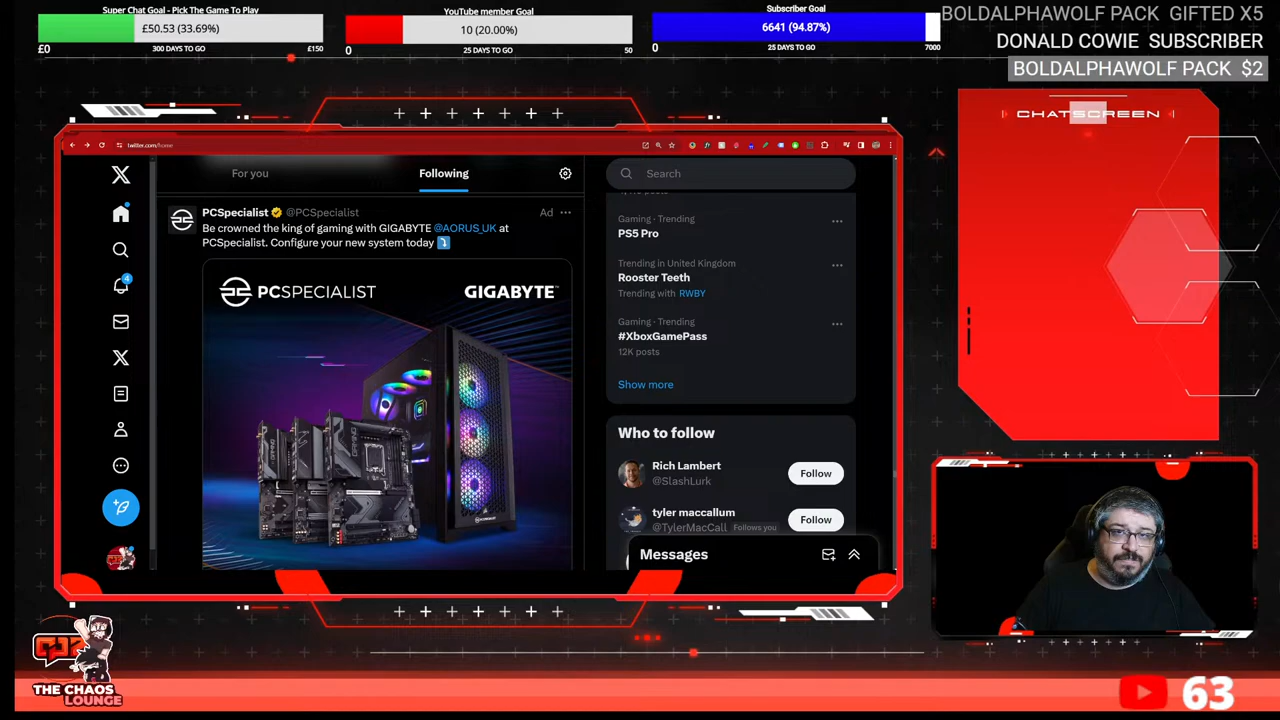 Super Chat Goal - Pick The Game To Play
£50.53 (33.69%)
£0
300 DAYS TO GO
£150
YouTube member Goal
10 (20.00%)
0
25 DAYS TO GO
50
Subscriber Goal
6641 (94.87%)
0
25 DAYS TO GO
7000
BOLDALPHAWOLF PACK GIFTED X5
DONALD COWIE SUBSCRIBER
BOLDALPHAWOLF PACK $2
CHATSCREEN
twitter.com/home
For you
Following
Search
PCSpecialist @PCSpecialist
Ad
Be crowned the king of gaming with GIGABYTE @AORUS_UK at
PCSpecialist. Configure your new system today
PCSPECIALIST
GIGABYTE™
Gaming · Trending
PS5 Pro
Trending in United Kingdom
Rooster Teeth
Trending with RWBY
Gaming · Trending
#XboxGamePass
12K posts
Show more
Who to follow
Rich Lambert
@SlashLurk
Follow
tyler maccallum
@TylerMacCall
Follows you
Follow
Messages
4
THE CHAOS
LOUNGE
63